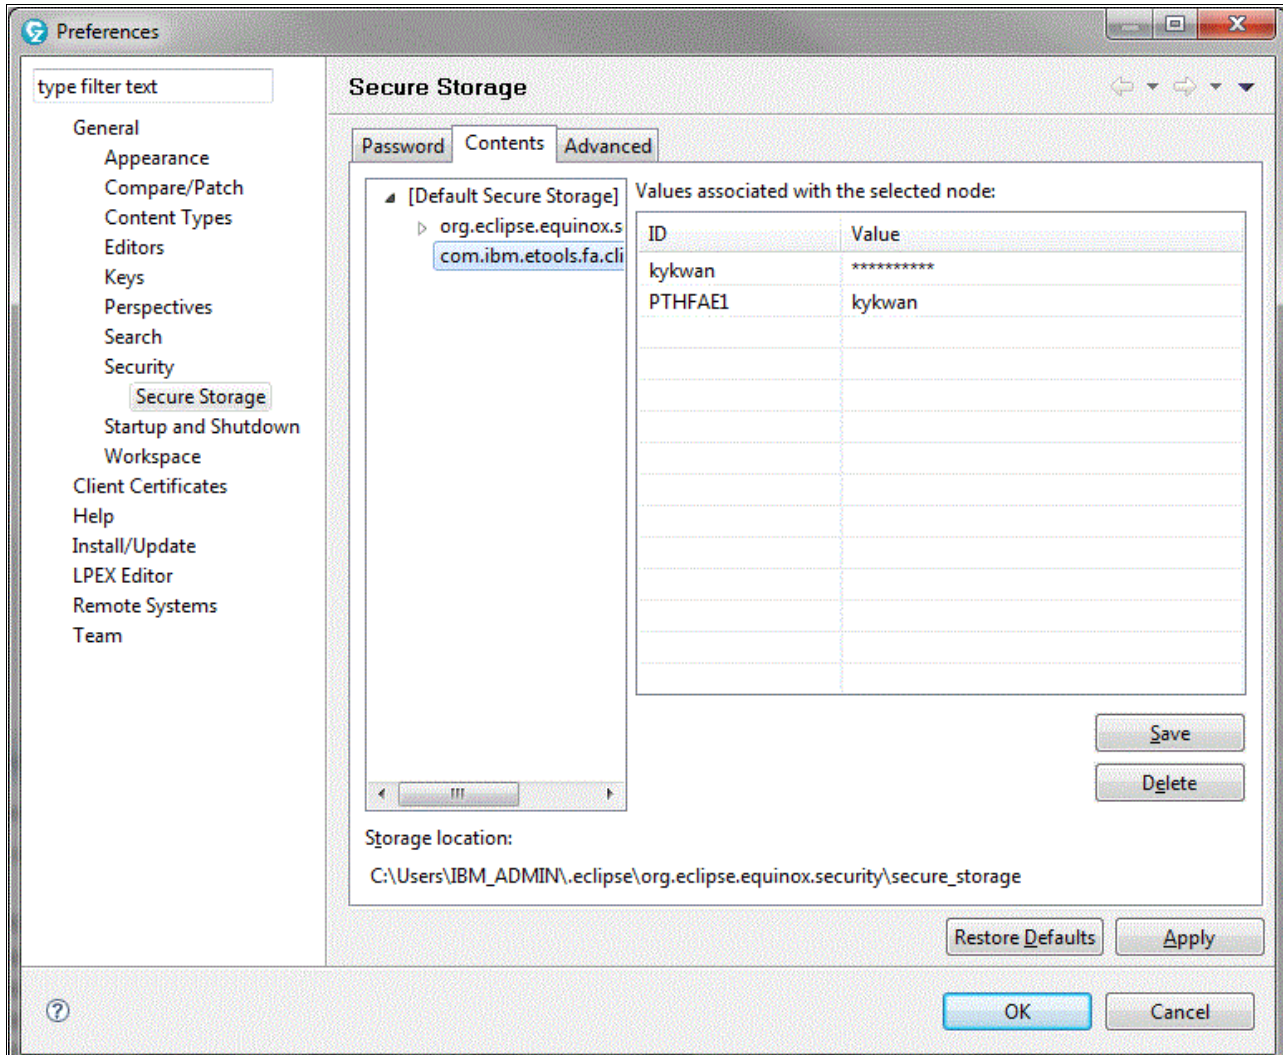 Preferences
type filter text
General
Appearance
Compare/Patch
Content Types
Editors
Keys
Perspectives
Search
Security
Secure Storage
Startup and Shutdown
Workspace
Client Certificates
Help
Install/Update
LPEX Editor
Remote Systems
Team
Secure Storage
Password Contents Advanced
[Default Secure Storage]
org.eclipse.equinox.s
com.ibm.etools.fa.cli
Values associated with the selected node:
ID Value
kykwan **********
PTHFAE1 kykwan
Save
Delete
Storage location:
C:\Users\IBM_ADMIN\.eclipse\org.eclipse.equinox.security\secure_storage
Restore Defaults Apply
OK Cancel